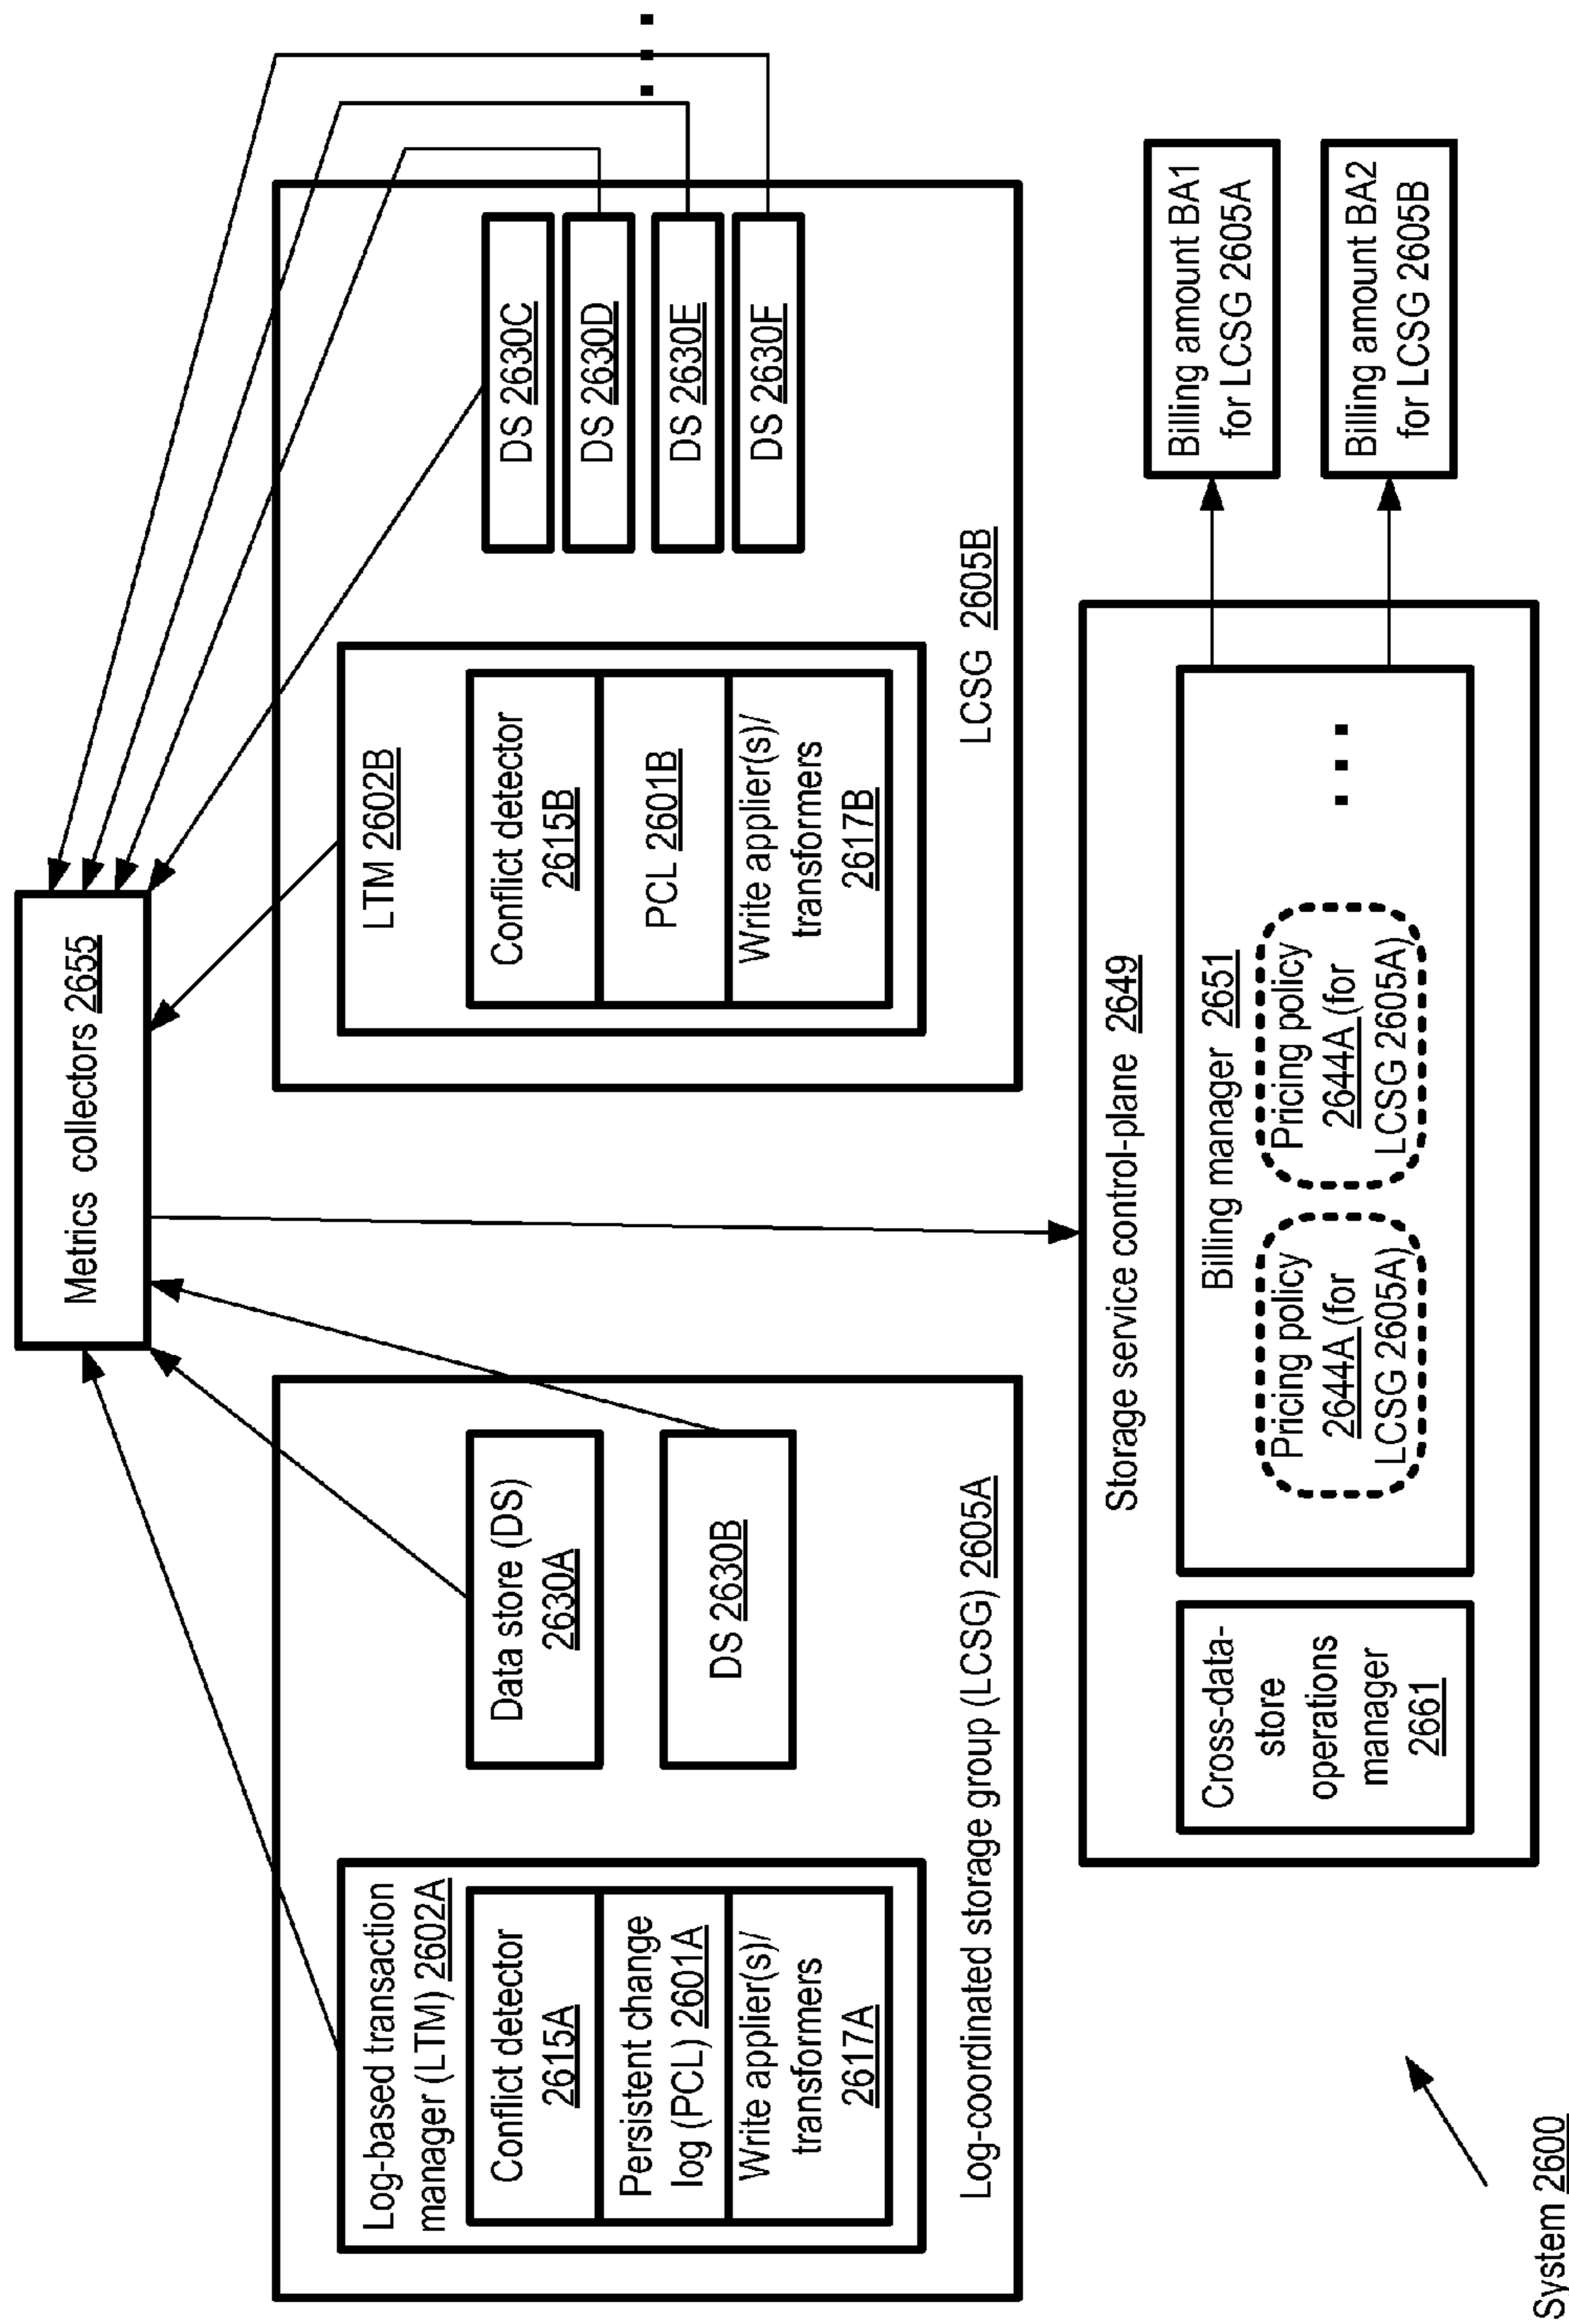 Metrics collectors 2655
Log-based transaction
manager (LTM) 2602A
Conflict detector
2615A
Persistent change
log (PCL) 2601A
Write applier(s)/
transformers
2617A
Data store (DS)
2630A
DS 2630B
Log-coordinated storage group (LCSG) 2605A
LTM 2602B
Conflict detector
2615B
PCL 2601B
Write applier(s)/
transformers
2617B
DS 2630C
DS 2630D
DS 2630E
DS 2630F
LCSG 2605B
Storage service control-plane 2649
Cross-data-
store
operations
manager
2661
Billing manager 2651
Pricing policy
2644A (for
LCSG 2605A)
Pricing policy
2644A (for
LCSG 2605A)
Billing amount BA1
for LCSG 2605A
Billing amount BA2
for LCSG 2605B
System 2600